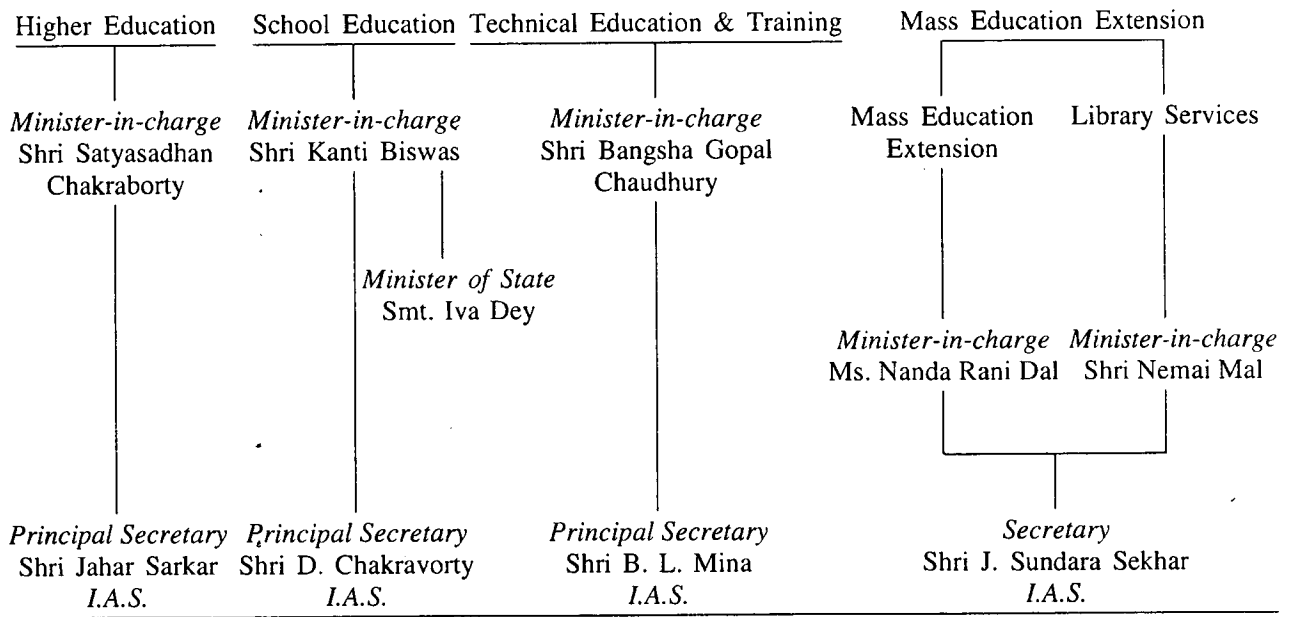 Higher Education
School Education
Technical Education & Training
Mass Education Extension
Minister-in-charge
Shri Satyasadhan
Chakraborty
Minister-in-charge
Shri Kanti Biswas
Minister-in-charge
Shri Bangsha Gopal
Chaudhury
Mass Education
Extension
Library Services
Minister of State
Smt. Iva Dey
Minister-in-charge
Ms. Nanda Rani Dal
Minister-in-charge
Shri Nemai Mal
Principal Secretary
Shri Jahar Sarkar
I.A.S.
Principal Secretary
Shri D. Chakravorty
I.A.S.
Principal Secretary
Shri B. L. Mina
I.A.S.
Secretary
Shri J. Sundara Sekhar
I.A.S.